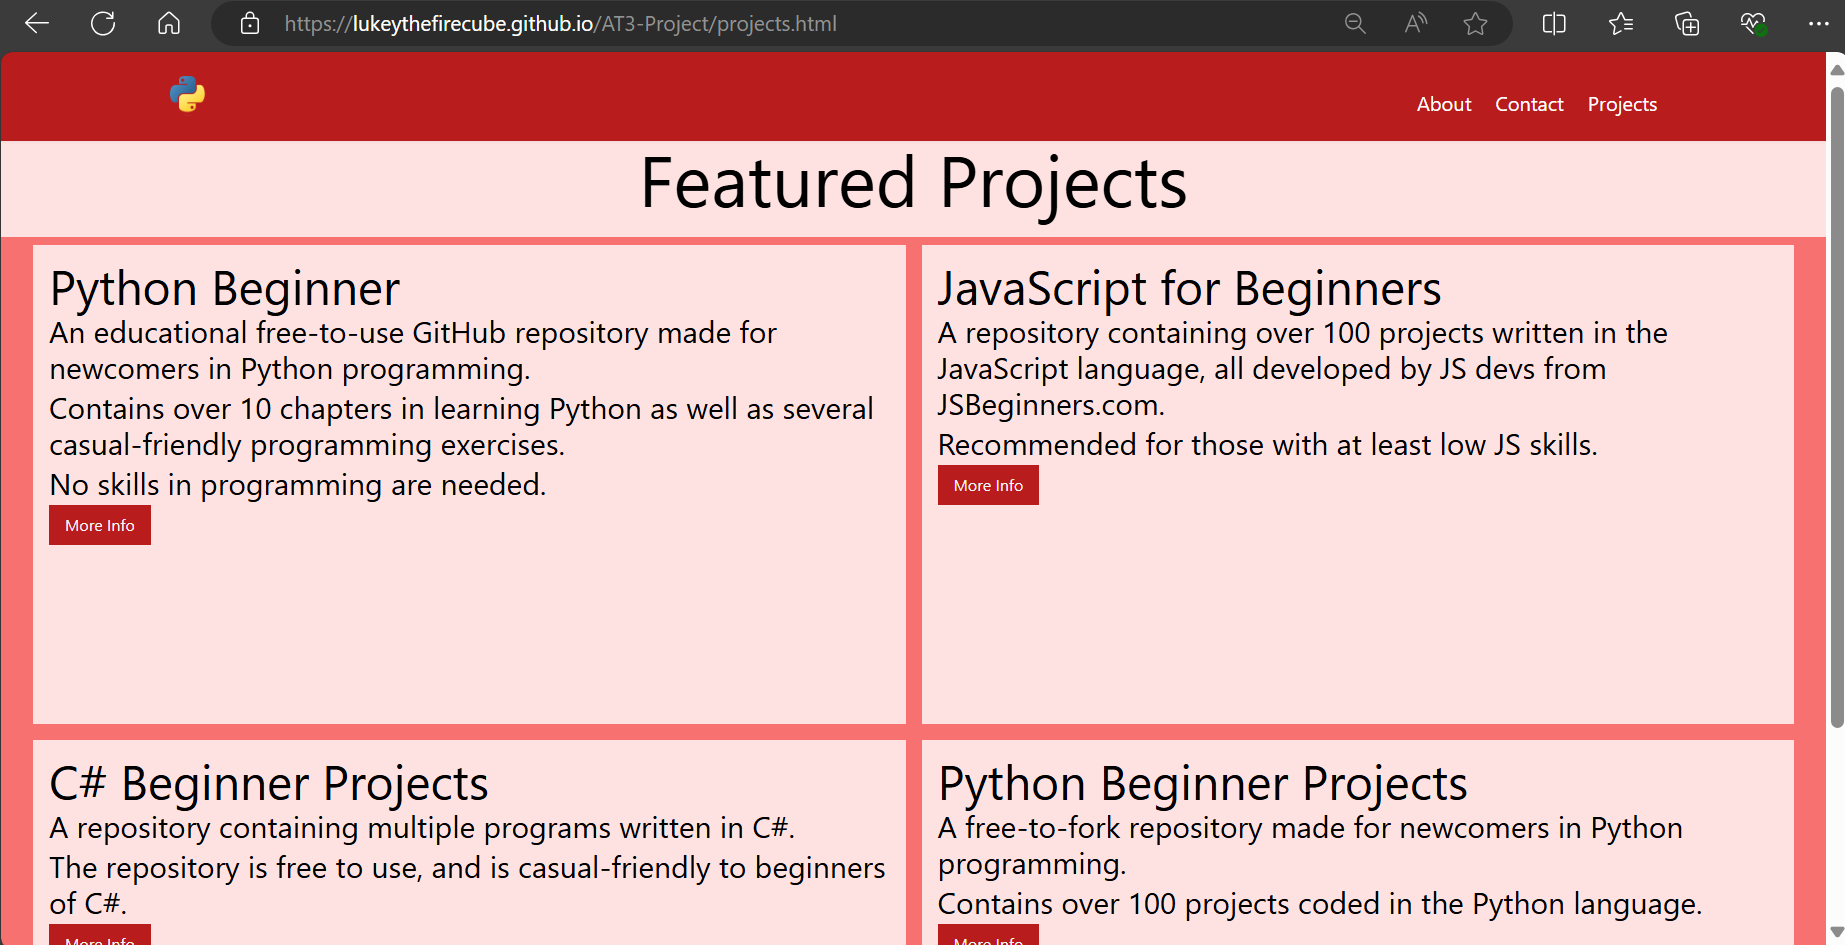 https://lukeythefirecube.github.io/AT3-Project/projects.html
About Contact Projects
Featured Projects
Python Beginner
An educational free-to-use GitHub repository made for
newcomers in Python programming.
Contains over 10 chapters in learning Python as well as several
casual-friendly programming exercises.
No skills in programming are needed.
More Info
JavaScript for Beginners
A repository containing over 100 projects written in the
JavaScript language, all developed by JS devs from
JSBeginners.com.
Recommended for those with at least low JS skills.
More Info
C# Beginner Projects
A repository containing multiple programs written in C#.
The repository is free to use, and is casual-friendly to beginners
of C#.
More Info
Python Beginner Projects
A free-to-fork repository made for newcomers in Python
programming.
Contains over 100 projects coded in the Python language.
More Info